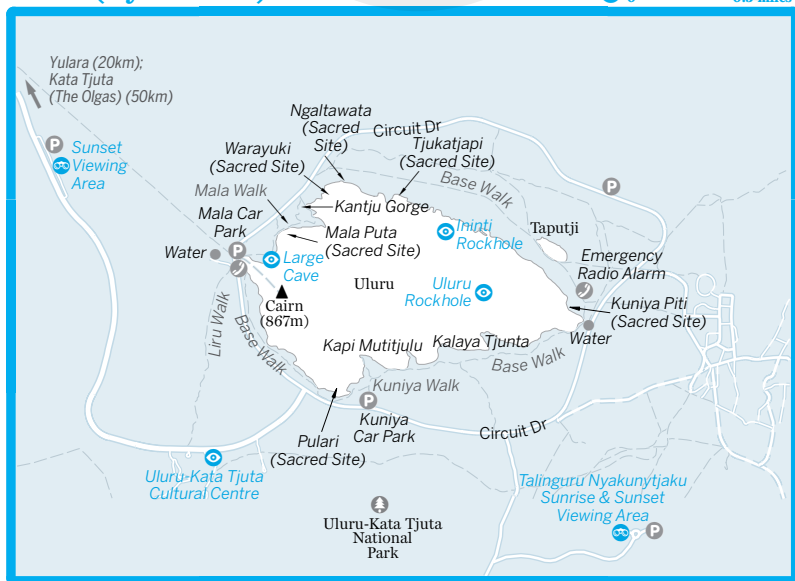 Yulara (20km);
Kata Tjuta
(The Olgas) (50km)
Ngaltawata
(Sacred
Site)
Circuit Dr
Tjukatjapi
(Sacred Site)
Warayuki
(Sacred Site)
P
Sunset
Viewing
Area
Mala Walk
Base Walk
P
Kantju Gorge
Mala Car
Park
Mala Puta
(Sacred Site)
Ininti
Rockhole
Taputji
Water
P
Large
Cave
Emergency
Radio Alarm
Uluru
Uluru
Rockhole
Cairn
(867m)
Kuniya Piti
(Sacred Site)
Liru Walk
Base Walk
Kapi Mutitjulu
Kalaya Tjunta
Water
Base Walk
Kuniya Walk
P
Kuniya
Car Park
Circuit Dr
Pulari
(Sacred Site)
Uluru-Kata Tjuta
Cultural Centre
Talinguru Nyakunytjaku
Sunrise & Sunset
Viewing Area
P
Uluru-Kata Tjuta
National
Park